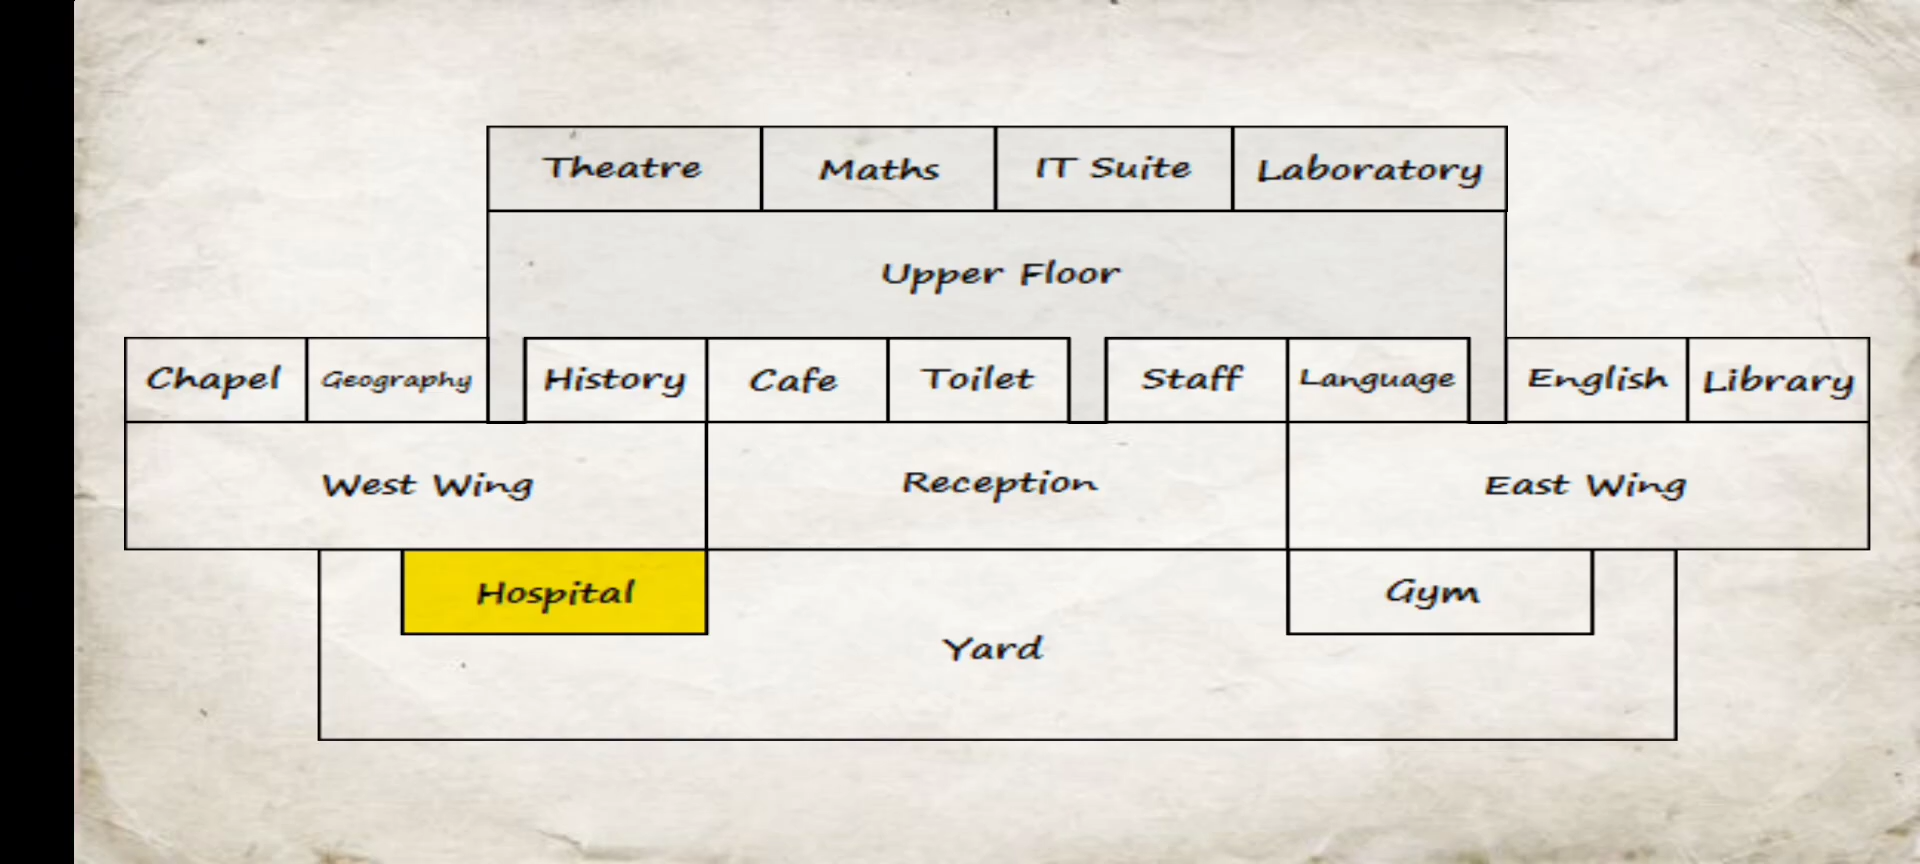 Theatre
Maths
IT Suite
Laboratory
Upper Floor
Chapel
Geography
History
Cafe
Toilet
Staff
Language
English
Library
West Wing
Reception
East Wing
Hospital
Gym
Yard